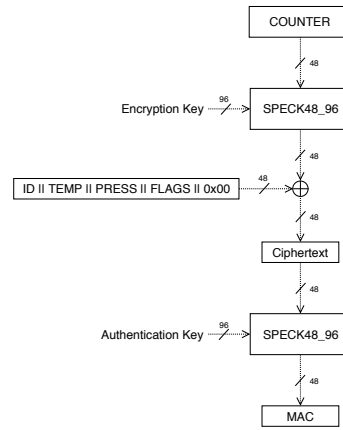 COUNTER
48
Encryption Key
96
SPECK48_96
48
ID II TEMP II PRESS II FLAGS II 0x00
48
48
Ciphertext
48
Authentication Key
96
SPECK48_96
48
MAC